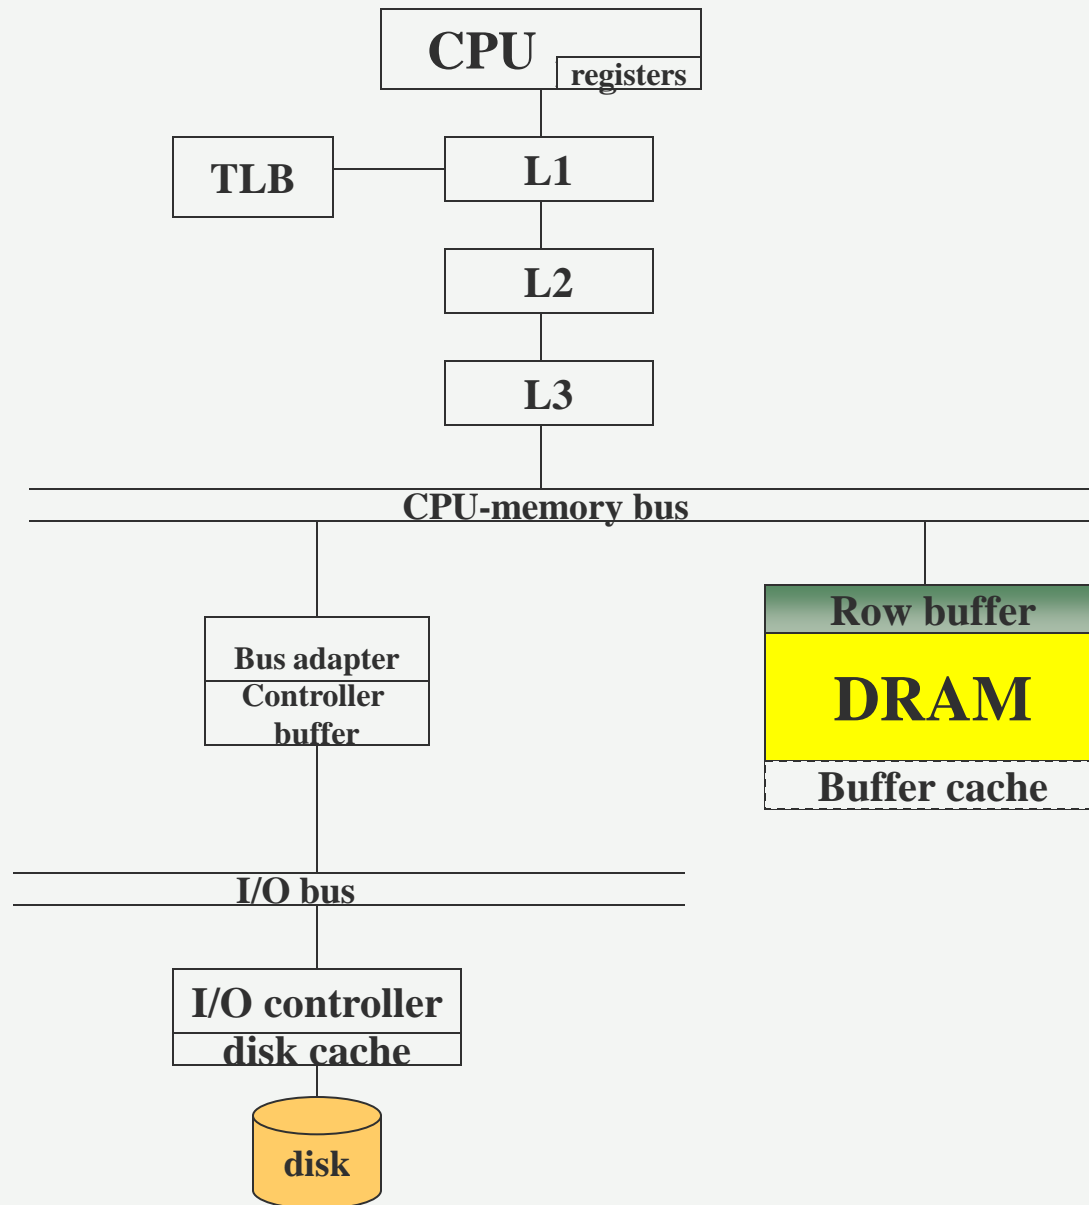 CPU
registers
TLB
L1
L2
L3
CPU-memory bus
Row buffer
Bus adapter
Controller
buffer
DRAM
Buffer cache
I/O bus
I/O controller
disk cache
disk